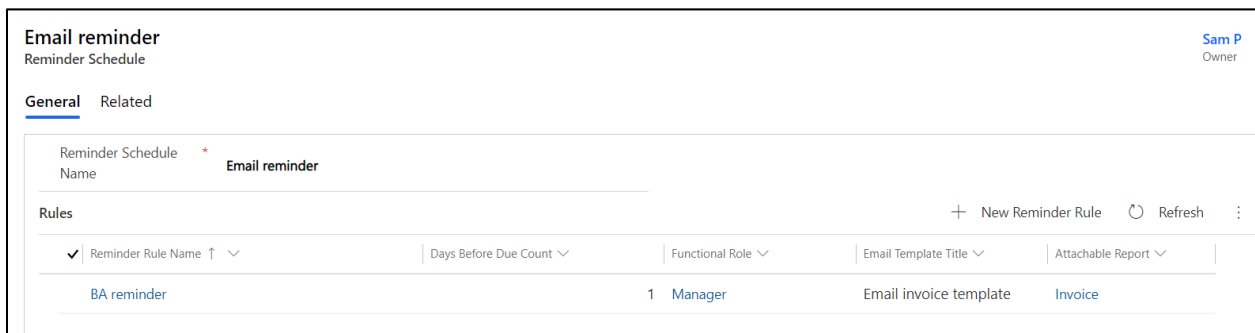 Email reminder
Sam P
Reminder Schedule
Owner
General Related
Reminder Schedule Name *
Email reminder
Rules
New Reminder Rule Refresh
Reminder Rule Name Days Before Due Count Functional Role Email Template Title Attachable Report
BA reminder 1 Manager Email invoice template Invoice